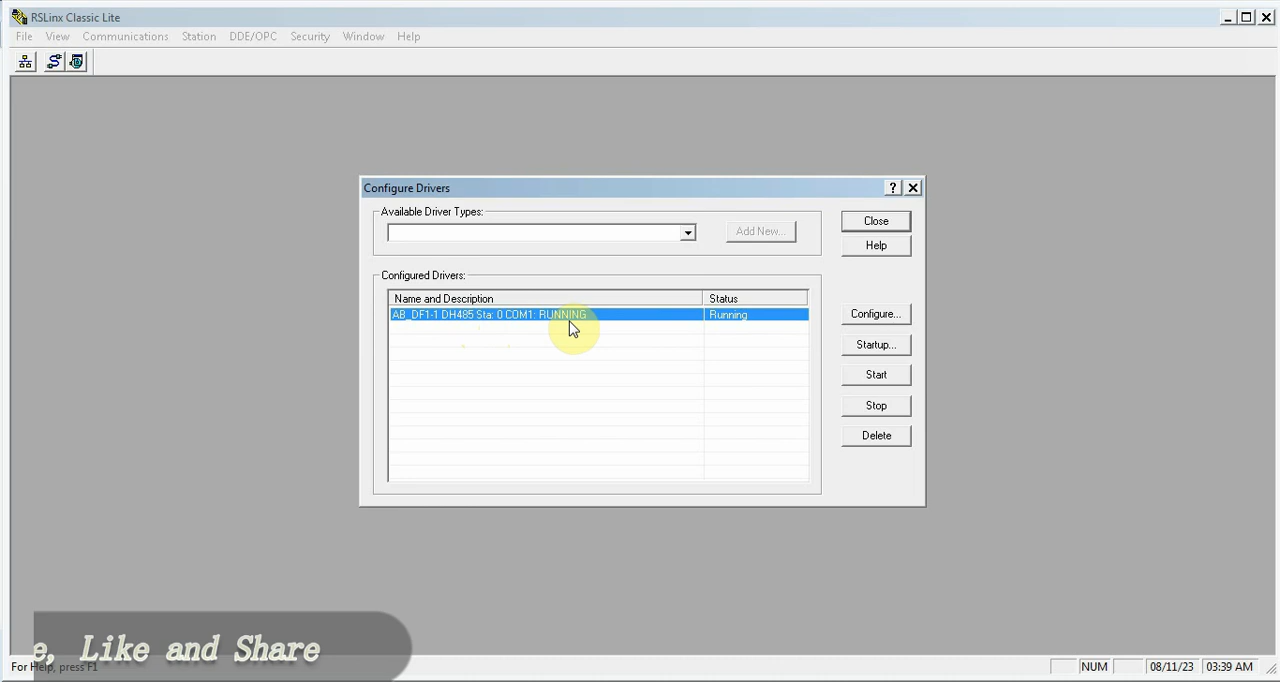 RSLinx Classic Lite
File View Communications Station DDE/OPC Security Window Help
Configure Drivers
Available Driver Types:
Add New...
Close
Help
Configured Drivers:
Name and Description Status
AB_DF1-1 DH485 Sta: 0 COM1: RUNNING Running
Configure...
Startup...
Start
Stop
Delete
e, Like and Share
For Help, press F1
NUM 08/11/23 03:39 AM